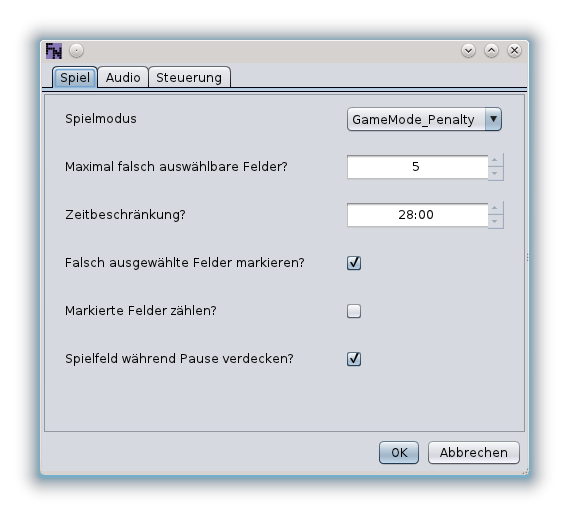 FN
Spiel Audio Steuerung
Spielmodus GameMode_Penalty
Maximal falsch auswählbare Felder? 5
Zeitbeschränkung? 28:00
Falsch ausgewählte Felder markieren?
Markierte Felder zählen?
Spielfeld während Pause verdecken?
OK Abbrechen